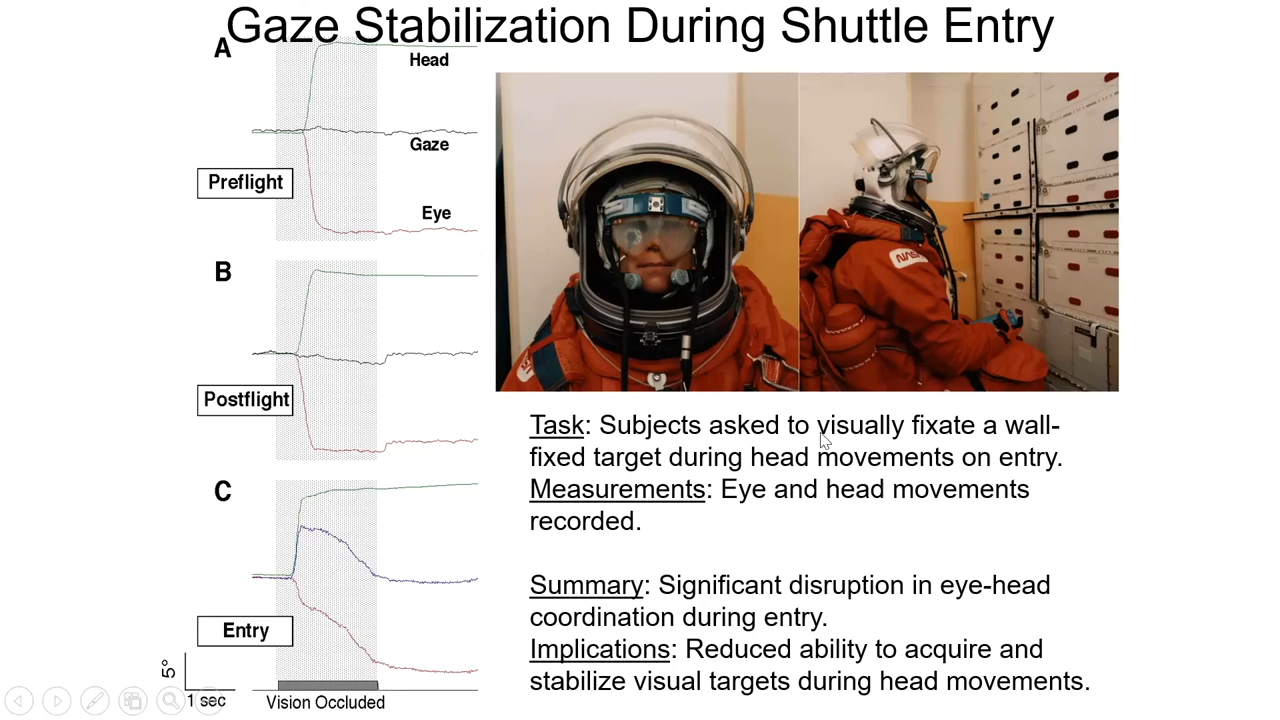 Gaze Stabilization During Shuttle Entry
A
Head
Gaze
Preflight
Eye
B
Postflight
C
Entry
5°
1 sec
Vision Occluded
NASA
Task: Subjects asked to visually fixate a wall-
fixed target during head movements on entry.
Measurements: Eye and head movements
recorded.
Summary: Significant disruption in eye-head
coordination during entry.
Implications: Reduced ability to acquire and
stabilize visual targets during head movements.